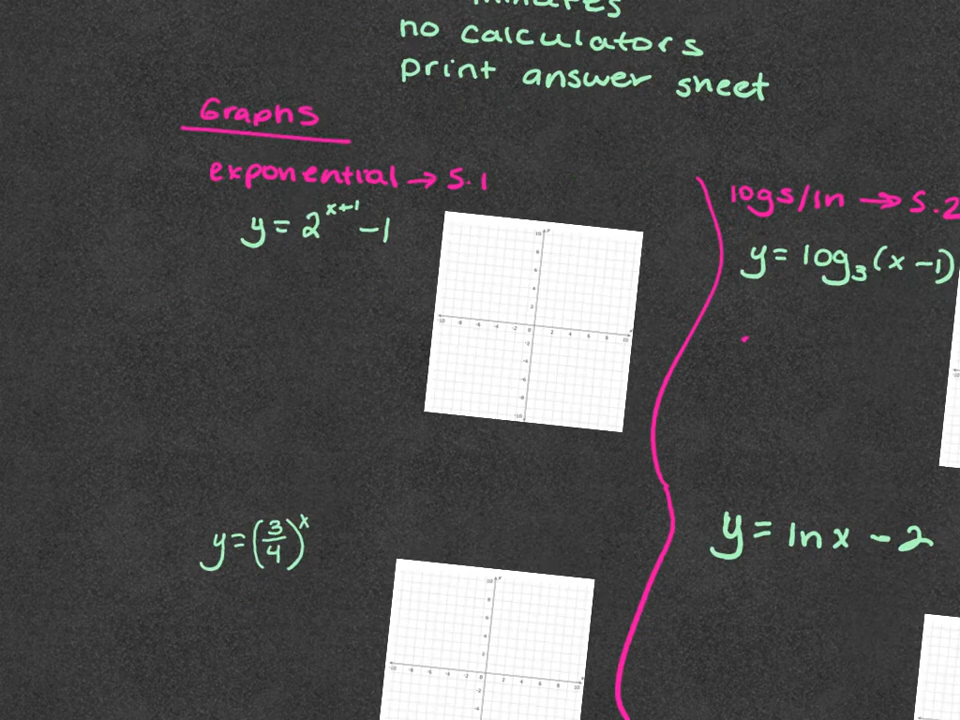 minutes
no calculators
print answer sheet
Graphs
exponential → 5.1
y = 2^(x+1) - 1
y = (3/4)^x
logs/ln → 5.2
y = log₃(x - 1)
y = ln x - 2